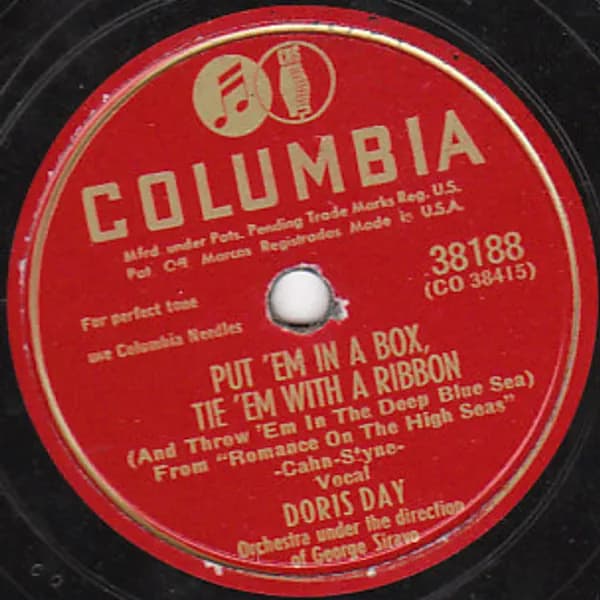 CBS
COLUMBIA
Mfrd. under Pats. Pending Trade Marks Reg. U.S.
Pat. Off. Marcas Registradas Made in U.S.A.
38188
(CO 38415)
For perfect tone
use Columbia Needles
PUT 'EM IN A BOX,
TIE 'EM WITH A RIBBON
(And Throw 'Em In The Deep Blue Sea)
From "Romance On The High Seas"
-Cahn-Styne-
Vocal
DORIS DAY
Orchestra under the direction
of George Siravo